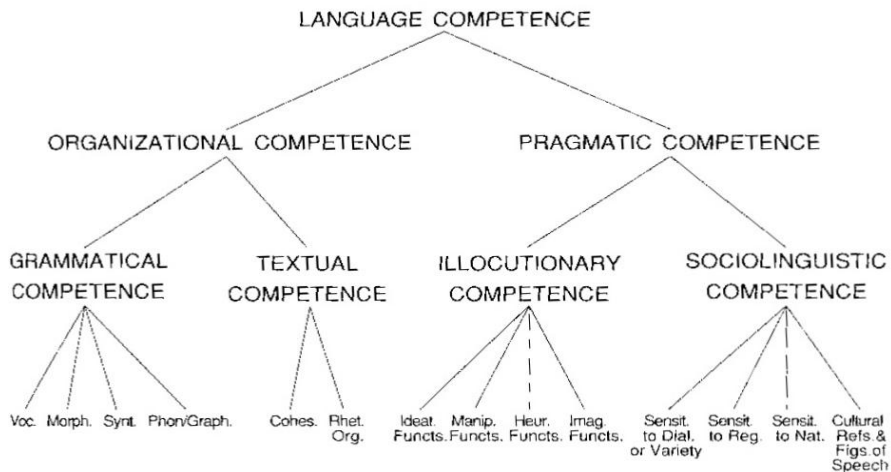 LANGUAGE COMPETENCE
ORGANIZATIONAL COMPETENCE
PRAGMATIC COMPETENCE
GRAMMATICAL
COMPETENCE
TEXTUAL
COMPETENCE
ILLOCUTIONARY
COMPETENCE
SOCIOLINGUISTIC
COMPETENCE
Voc.
Morph.
Synt.
Phon/Graph.
Cohes.
Rhet.
Org.
Ideat.
Functs.
Manip.
Functs.
Heur.
Functs.
Imag.
Functs.
Sensit.
to Dial.
or Variety
Sensit.
to Reg.
Sensit.
to Nat.
Cultural
Refs.&
Figs.of
Speech